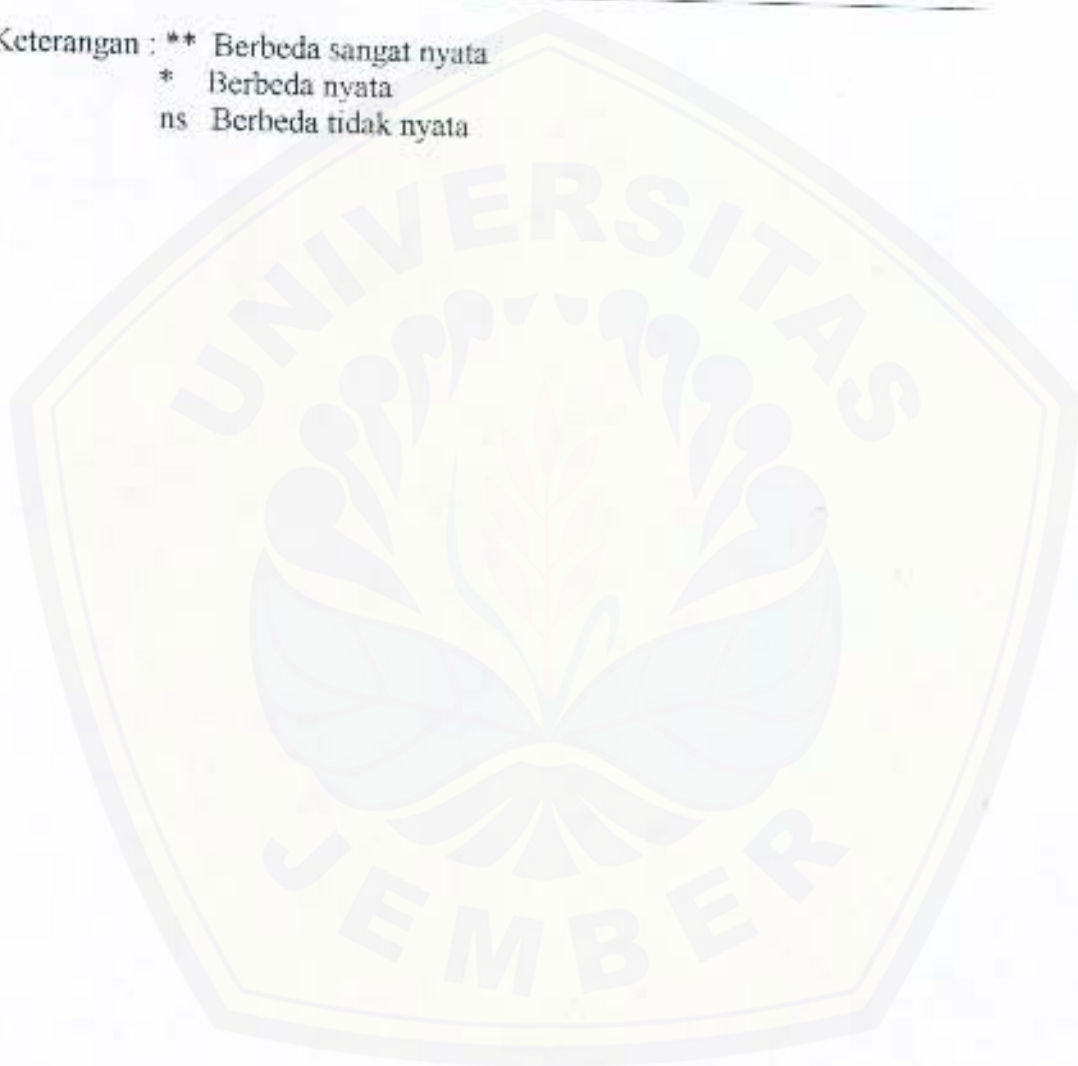 Keterangan : ** Berbeda sangat nyata
* Berbeda nyata
ns Berbeda tidak nyata
UNIVERSITAS
JEMBER